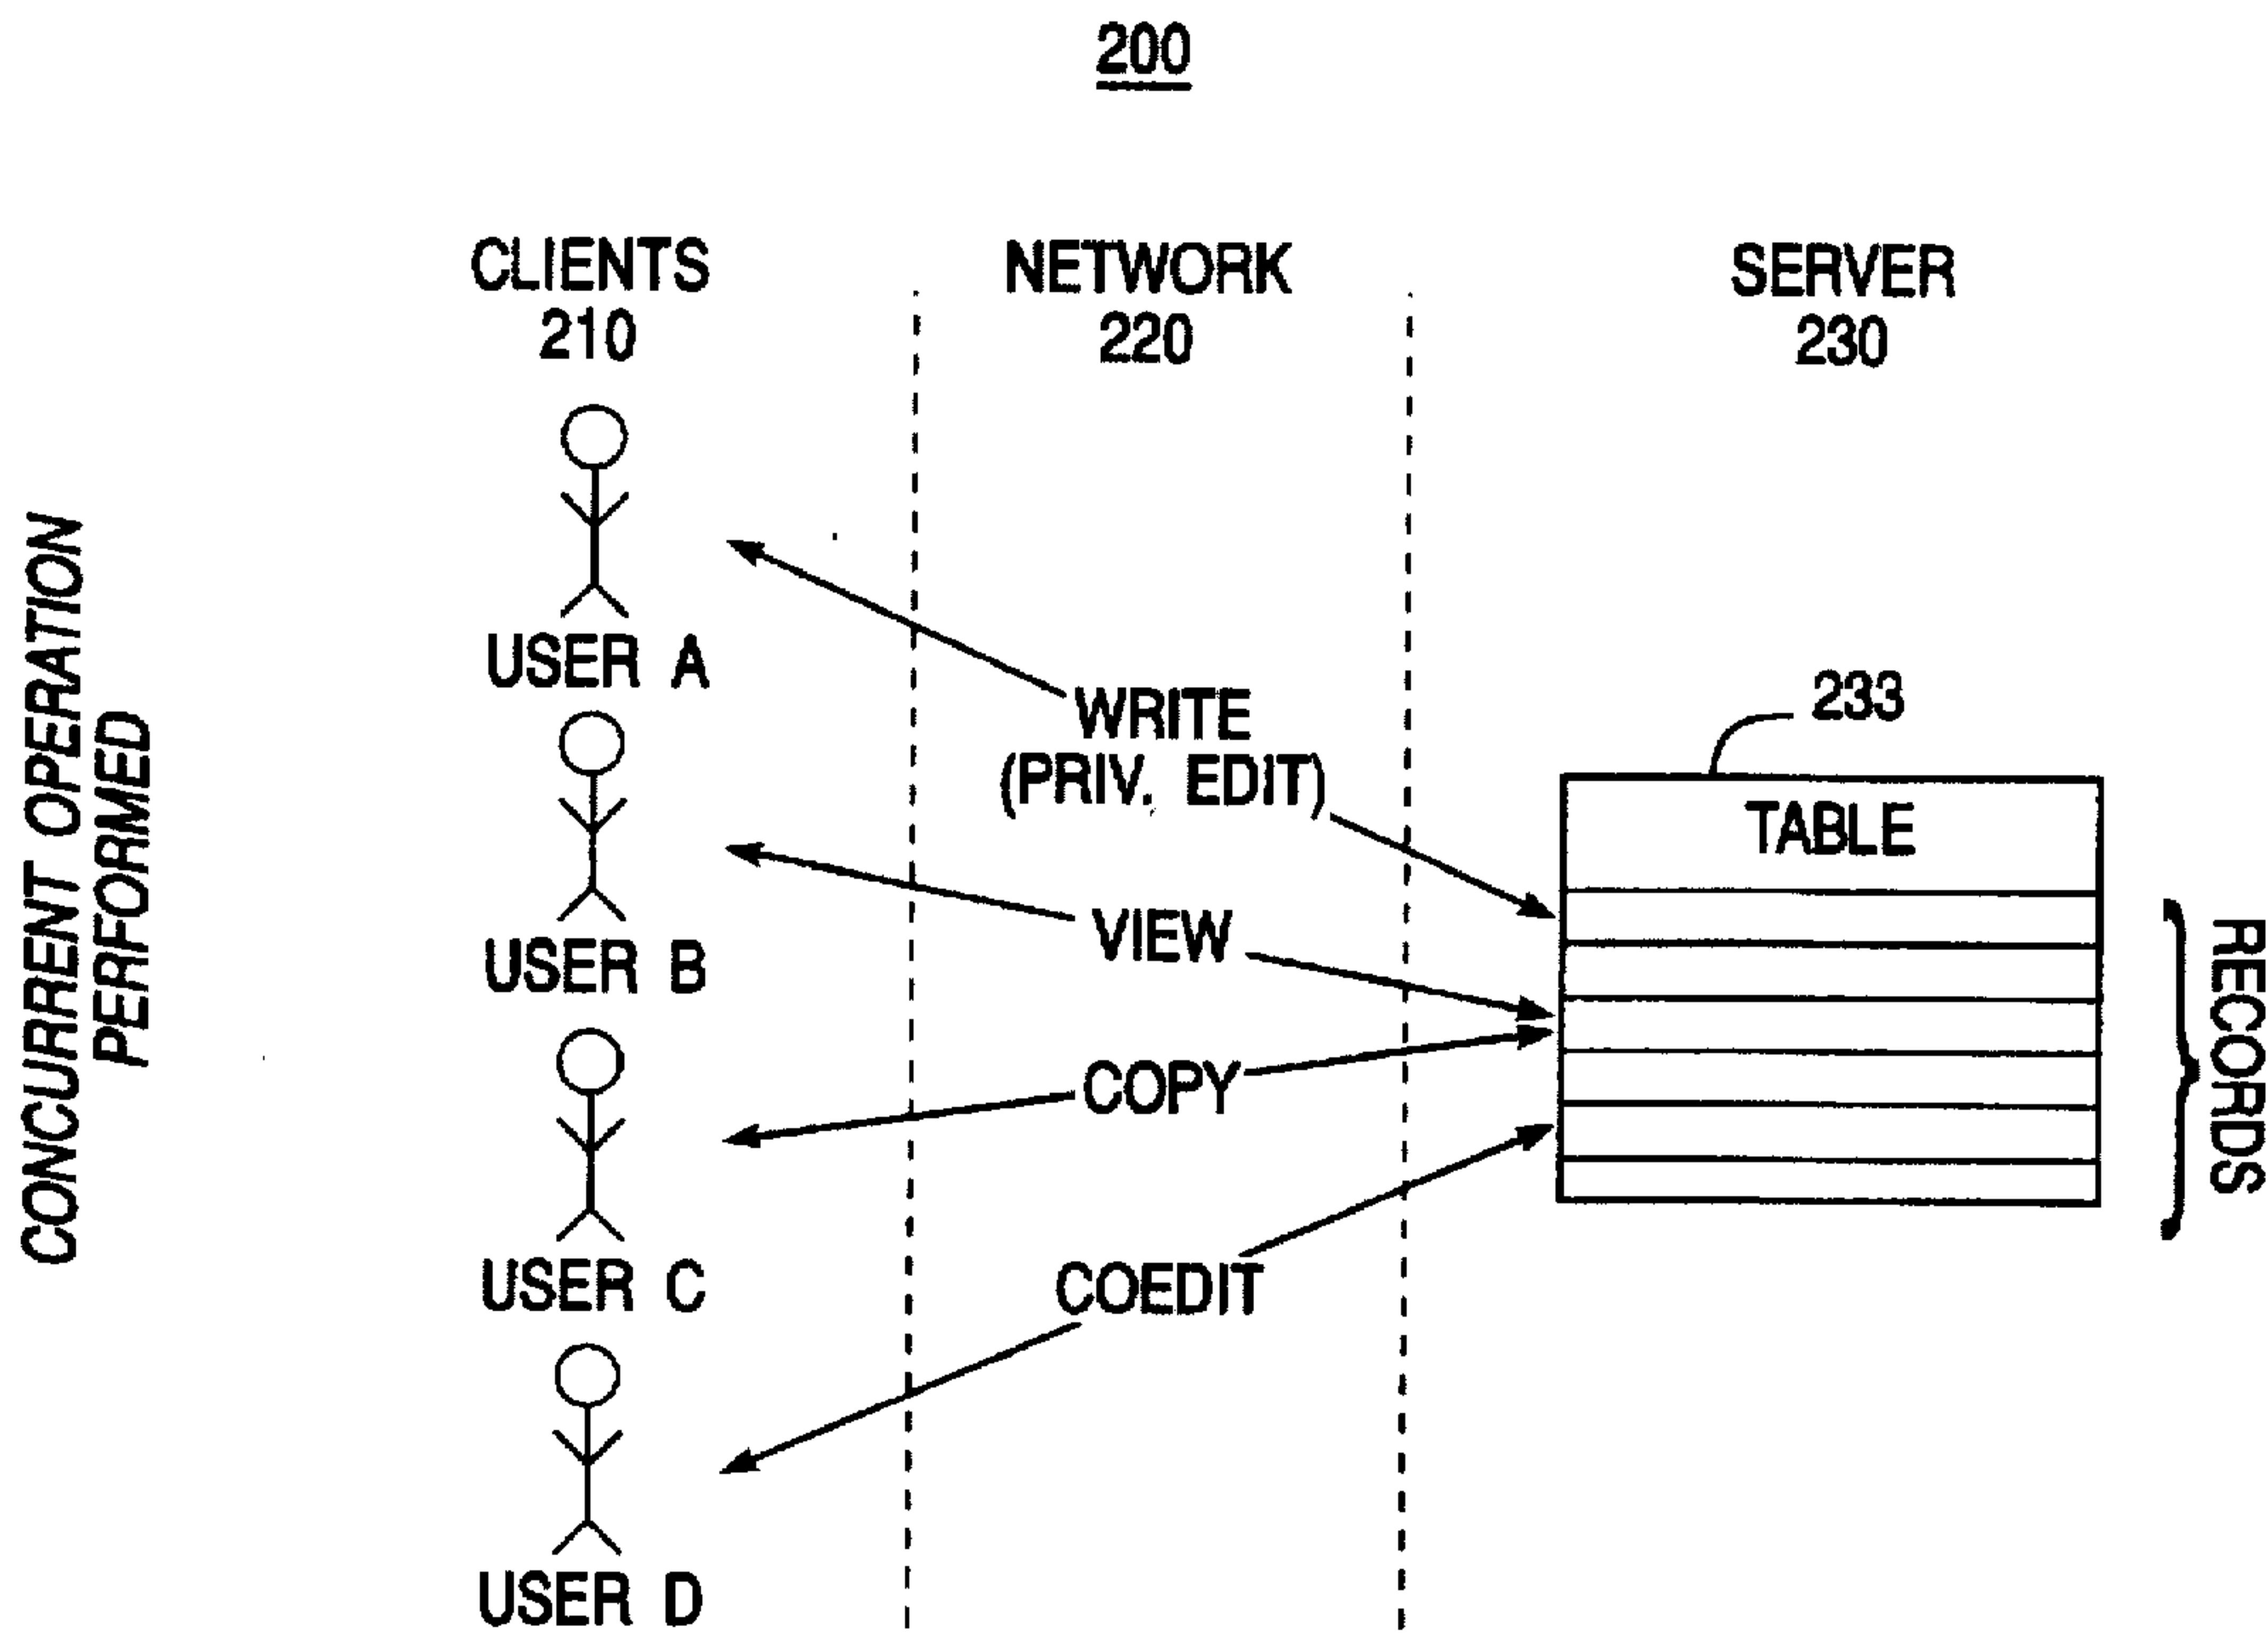 200
CLIENTS
210
NETWORK
220
SERVER
230
CONCURRENT OPERATION
PERFORMED
USER A
WRITE
(PRIV. EDIT)
233
TABLE
USER B
VIEW
RECORDS
COPY
USER C
COEDIT
USER D